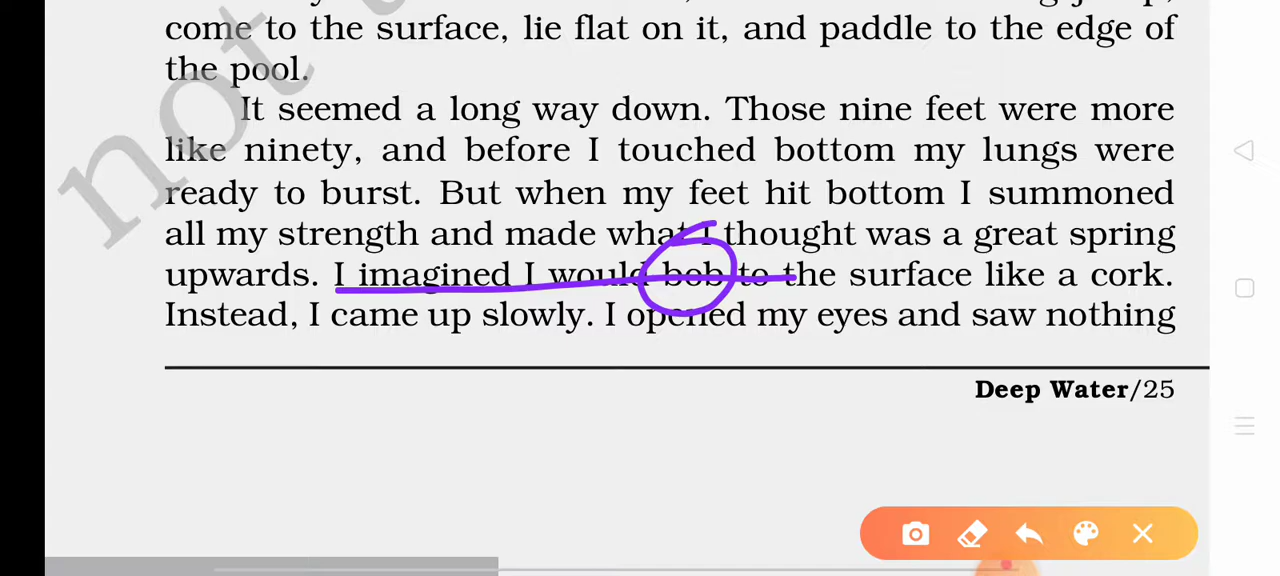 come to the surface, lie flat on it, and paddle to the edge of
the pool.
It seemed a long way down. Those nine feet were more
like ninety, and before I touched bottom my lungs were
ready to burst. But when my feet hit bottom I summoned
all my strength and made what I thought was a great spring
upwards. I imagined I would bob to the surface like a cork.
Instead, I came up slowly. I opened my eyes and saw nothing
Deep Water/25
not